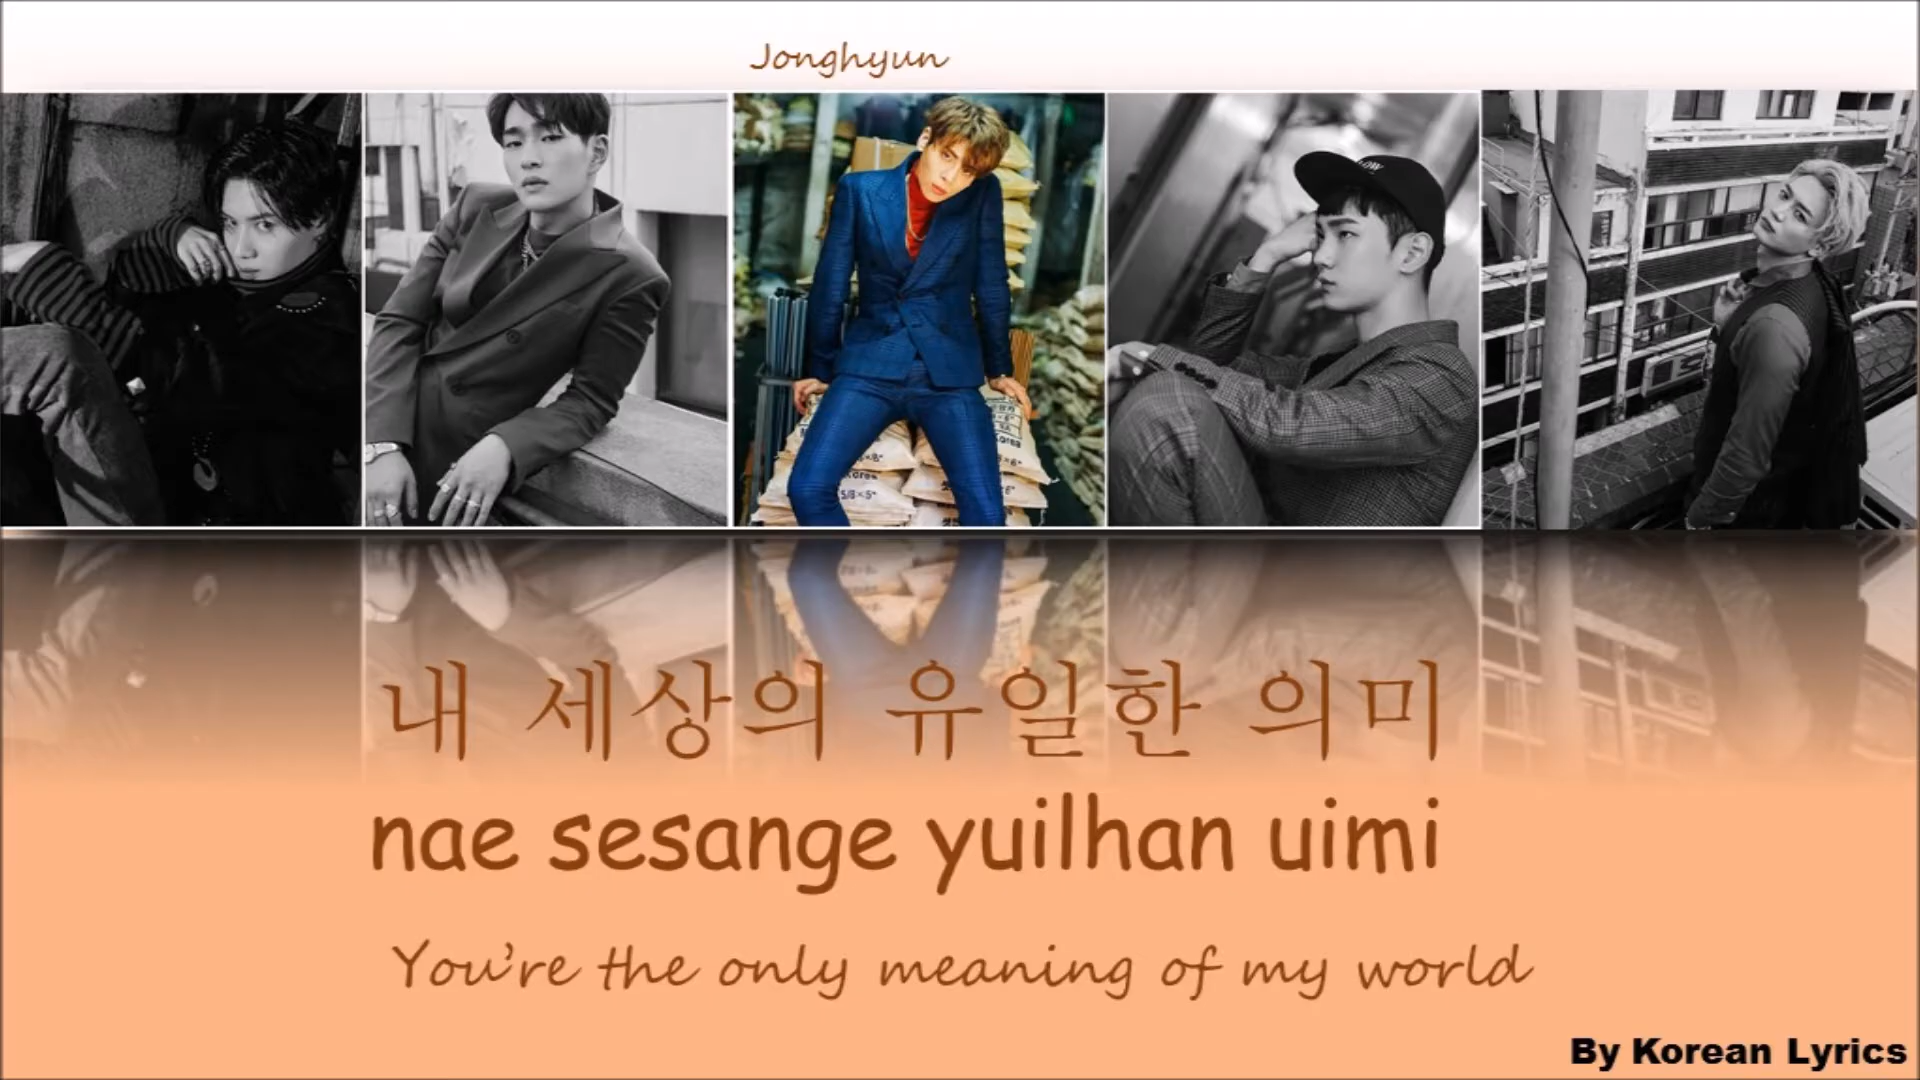 Jonghyun
내 세상의 유일한 의미
nae sesange yuilhan uimi
You're the only meaning of my world
By Korean Lyrics